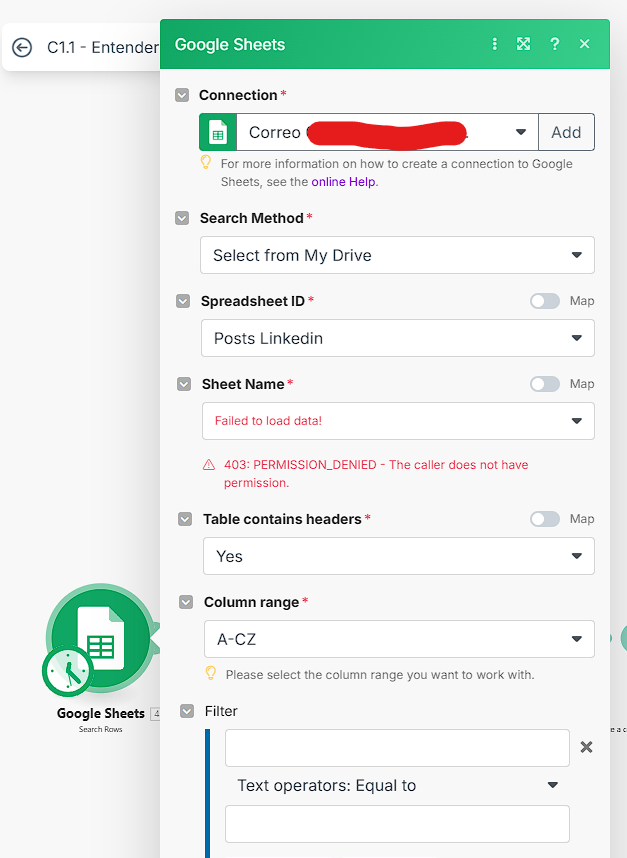 C1.1 - Entender
Google Sheets
?
Connection *
Correo
Add
For more information on how to create a connection to Google
Sheets, see the online Help.
Search Method *
Select from My Drive
Spreadsheet ID *
Map
Posts Linkedin
Sheet Name *
Map
Failed to load data!
403: PERMISSION_DENIED - The caller does not have
permission.
Table contains headers *
Map
Yes
Column range *
A-CZ
Please select the column range you want to work with.
Filter
Text operators: Equal to
Google Sheets 4
Search Rows